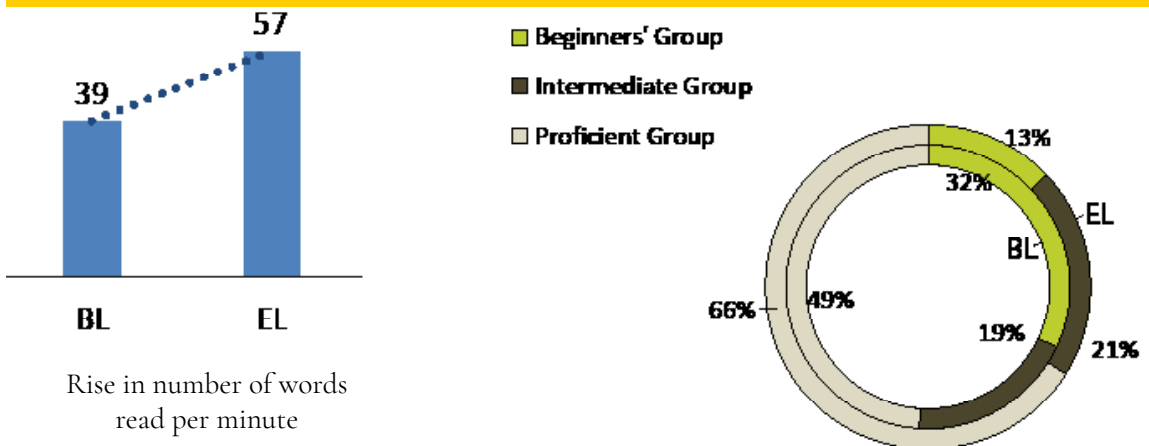 39
57
BL
EL
Rise in number of words
read per minute
Beginners' Group
Intermediate Group
Proficient Group
13%
32%
EL
BL
49%
66%
19%
21%